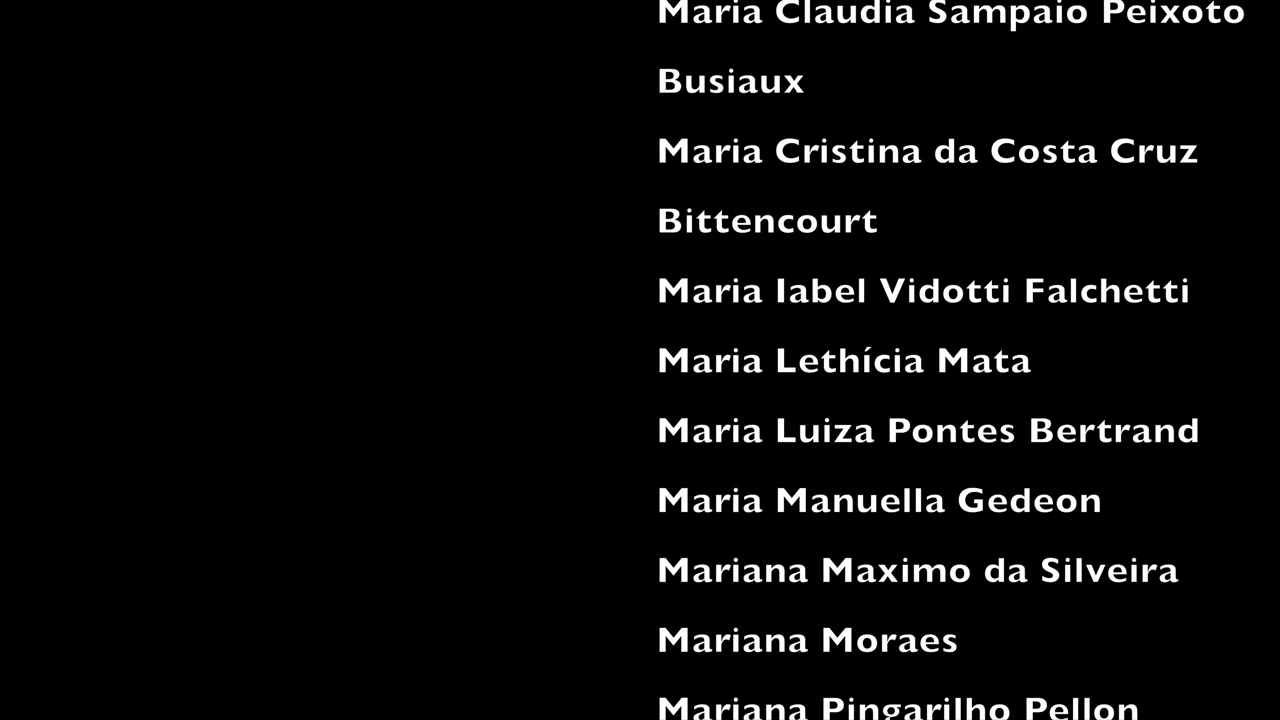 Maria Claudia Sampaio Peixoto
Busiaux
Maria Cristina da Costa Cruz
Bittencourt
Maria Iabel Vidotti Falchetti
Maria Lethícia Mata
Maria Luiza Pontes Bertrand
Maria Manuella Gedeon
Mariana Maximo da Silveira
Mariana Moraes
Mariana Pingarilho Pellon